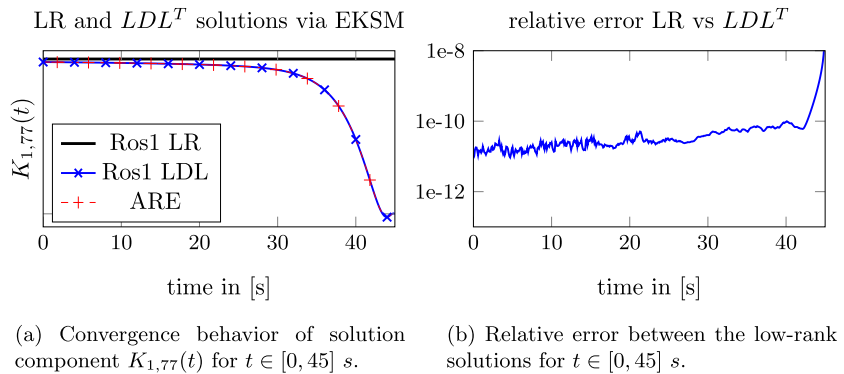 LR and LDL^T solutions via EKSM
K_{1,77}(t)
Ros1 LR
Ros1 LDL
ARE
0 10 20 30 40
time in [s]
(a) Convergence behavior of solution
component K_{1,77}(t) for t ∈ [0, 45] s.
relative error LR vs LDL^T
1e-8
1e-10
1e-12
0 10 20 30 40
time in [s]
(b) Relative error between the low-rank
solutions for t ∈ [0, 45] s.